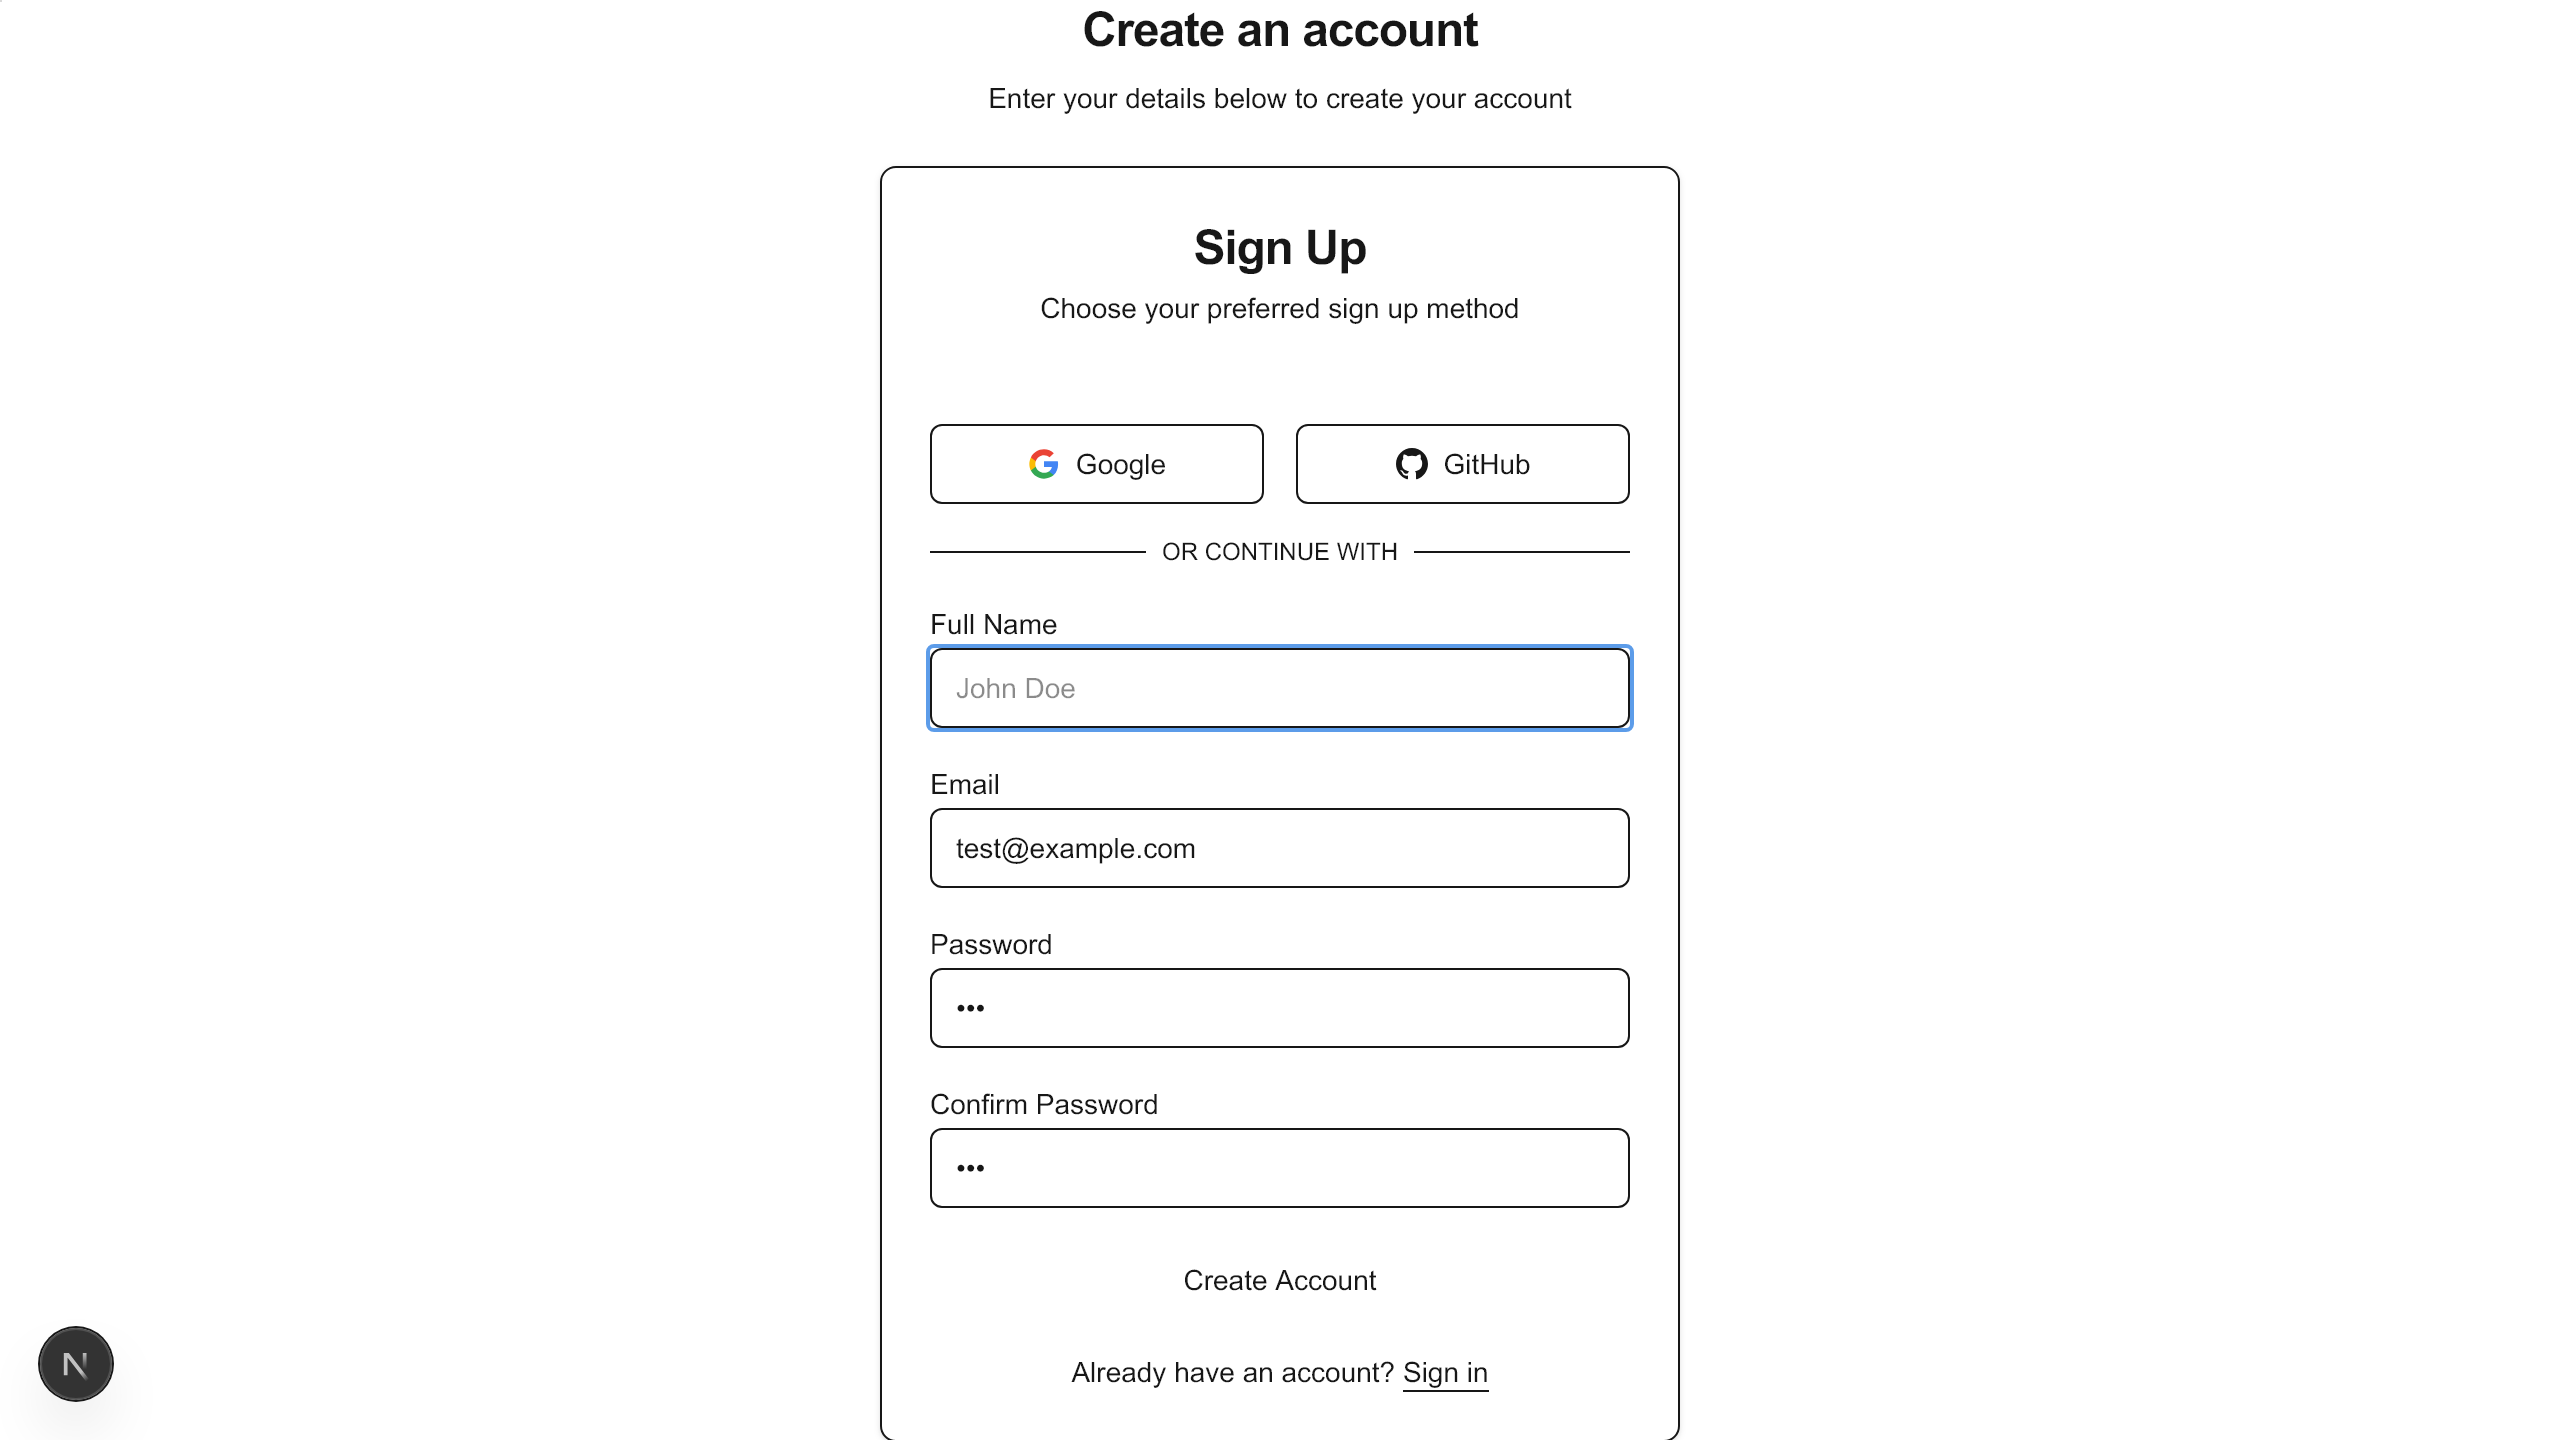 Create an account
Enter your details below to create your account
Sign Up
Choose your preferred sign up method
Google
GitHub
OR CONTINUE WITH
Full Name
John Doe
Email
test@example.com
Password
•••
Confirm Password
•••
Create Account
Already have an account? Sign in
N